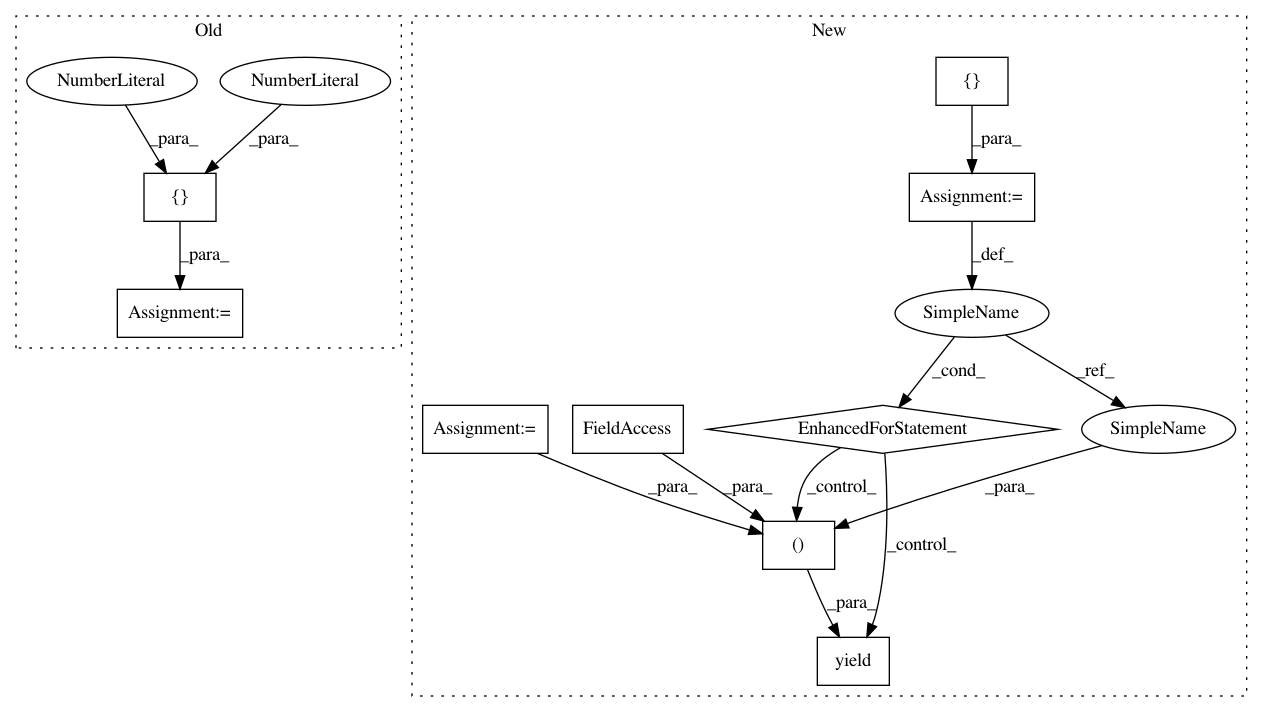 Old
New
NumberLiteral
NumberLiteral
{}
_para_
_para_
_para_
{}
Assignment:=
_para_
_para_
Assignment:=
_def_
SimpleName
_cond_
_ref_
Assignment:=
FieldAccess
EnhancedForStatement
SimpleName
_para_
_para_
_control_
_para_
()
_control_
_para_
yield